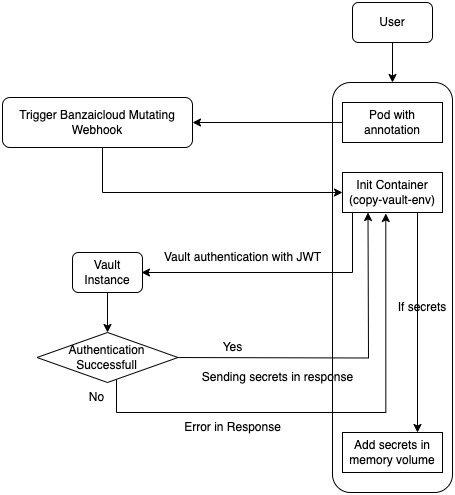 User
Trigger Banzaicloud Mutating
Webhook
Pod with
annotation
Init Container
(copy-vault-env)
Vault authentication with JWT
Vault
Instance
If secrets
Authentication
Successfull
Yes
Sending secrets in response
No
Error in Response
Add secrets in
memory volume